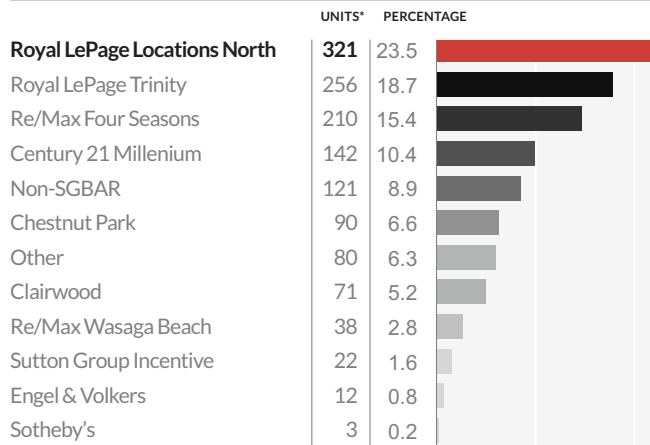 UNITS* PERCENTAGE
Royal LePage Locations North 321 23.5
Royal LePage Trinity 256 18.7
Re/Max Four Seasons 210 15.4
Century 21 Millenium 142 10.4
Non-SGBAR 121 8.9
Chestnut Park 90 6.6
Other 80 6.3
Clairwood 71 5.2
Re/Max Wasaga Beach 38 2.8
Sutton Group Incentive 22 1.6
Engel & Volkers 12 0.8
Sotheby's 3 0.2